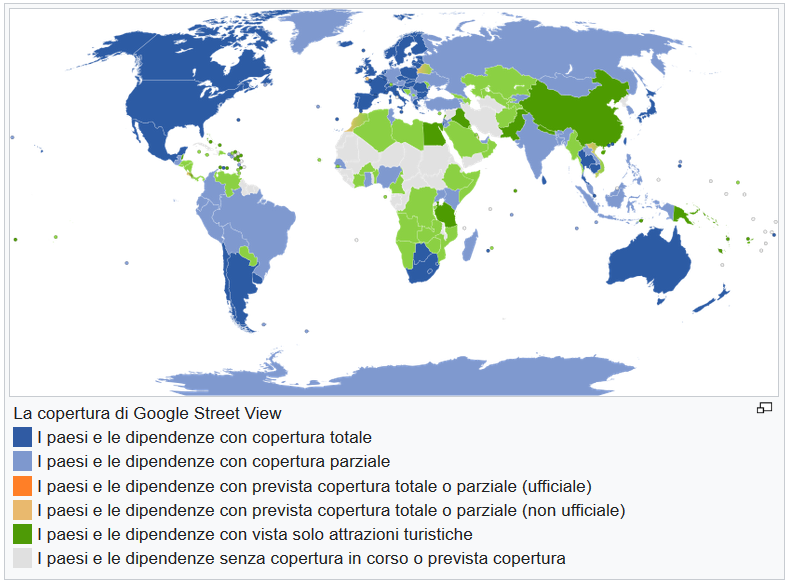 La copertura di Google Street View
I paesi e le dipendenze con copertura totale
I paesi e le dipendenze con copertura parziale
I paesi e le dipendenze con prevista copertura totale o parziale (ufficiale)
I paesi e le dipendenze con prevista copertura totale o parziale (non ufficiale)
I paesi e le dipendenze con vista solo attrazioni turistiche
I paesi e le dipendenze senza copertura in corso o prevista copertura